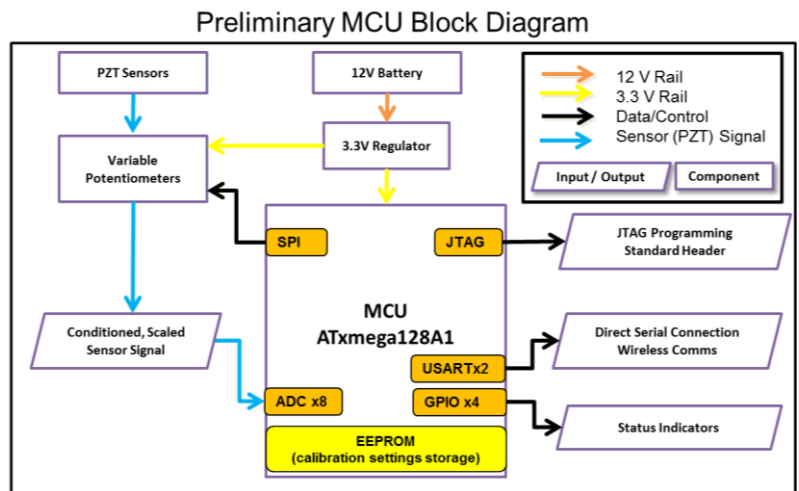 Preliminary MCU Block Diagram
PZT Sensors
12V Battery
12 V Rail
3.3 V Rail
Data/Control
Sensor (PZT) Signal
Input / Output
Component
Variable
Potentiometers
3.3V Regulator
SPI
JTAG
JTAG Programming
Standard Header
MCU
ATxmega128A1
Conditioned, Scaled
Sensor Signal
Direct Serial Connection
Wireless Comms
USARTx2
ADC x8
GPIO x4
Status Indicators
EEPROM
(calibration settings storage)